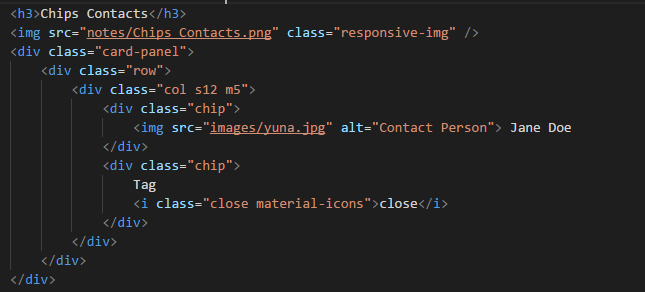 <h3>Chips Contacts</h3>
<img src="notes/Chips Contacts.png" class="responsive-img" />
<div class="card-panel">
<div class="row">
<div class="col s12 m5">
<div class="chip">
<img src="images/yuna.jpg" alt="Contact Person"> Jane Doe
</div>
<div class="chip">
Tag
<i class="close material-icons">close</i>
</div>
</div>
</div>
</div>